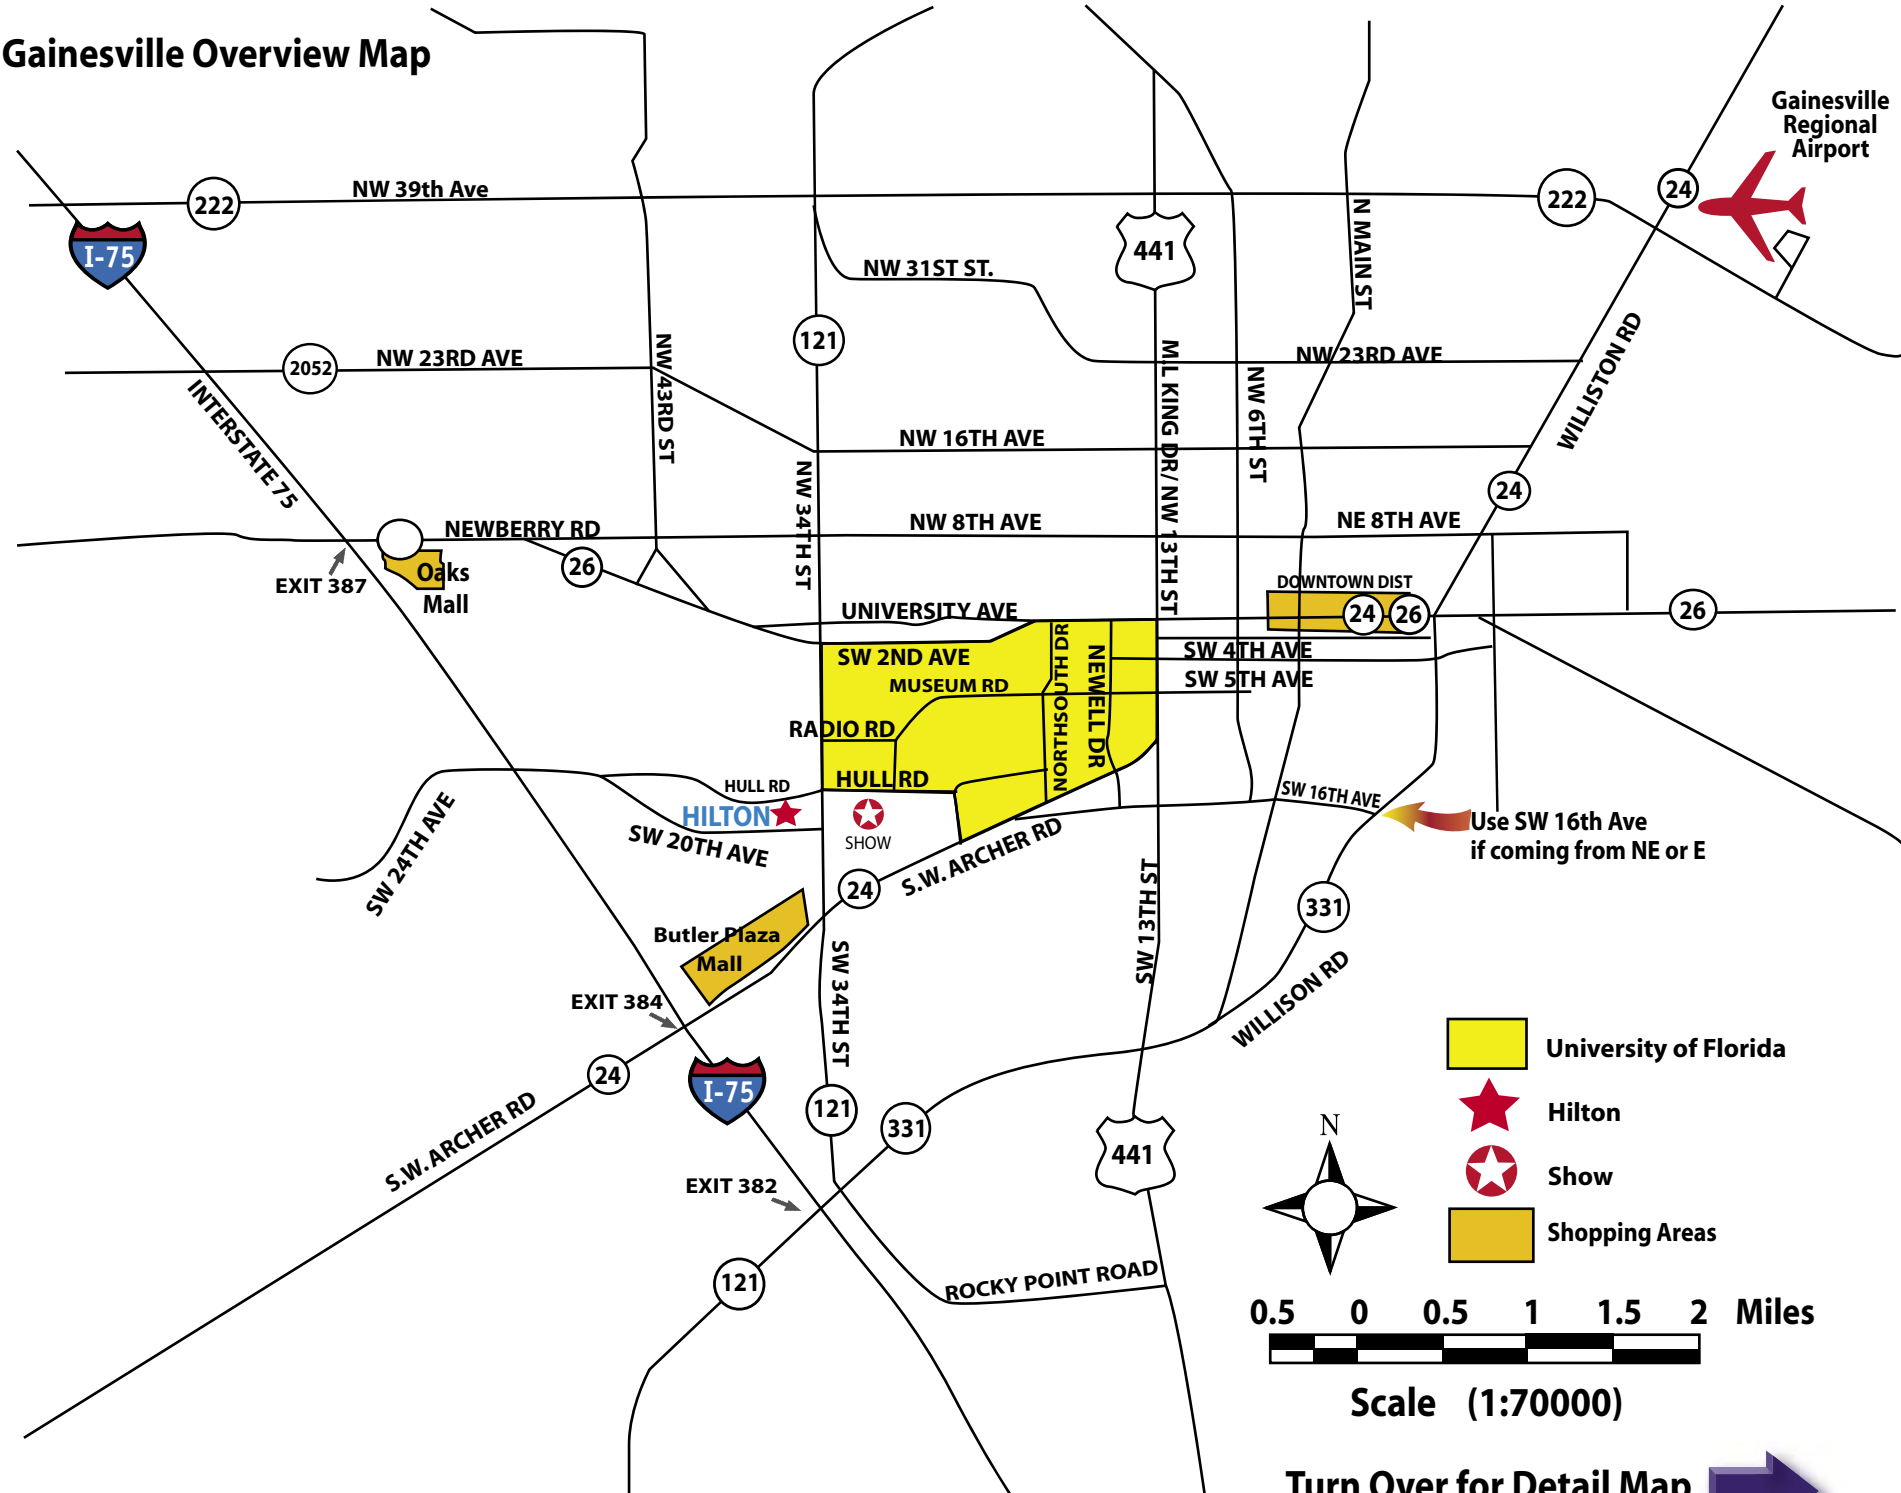 Gainesville Overview Map
Gainesville
Regional
Airport
222
NW 39th Ave
222
24
I-75
441
NW 31ST ST.
N MAIN ST
121
2052
NW 23RD AVE
NW 23RD AVE
WILLISTON RD
INTERSTATE 75
NW 43RD ST
M.L KING DR/ NW 13TH ST
NW 6TH ST
NW 16TH AVE
NW 34TH ST
24
NEWBERRY RD
NW 8TH AVE
NE 8TH AVE
EXIT 387
Oaks
Mall
26
DOWNTOWN DIST
24
26
26
UNIVERSITY AVE
SW 2ND AVE
SW 4TH AVE
MUSEUM RD
SW 5TH AVE
NORTHSOUTH DR
NEWELL DR
RADIO RD
HULL RD
HULL RD
HILTON
SHOW
SW 16TH AVE
Use SW 16th Ave
if coming from NE or E
SW 24TH AVE
SW 20TH AVE
S.W. ARCHER RD
24
331
Butler Plaza
Mall
SW 13TH ST
SW 34TH ST
WILLISON RD
EXIT 384
24
I-75
121
331
441
S.W. ARCHER RD
EXIT 382
121
ROCKY POINT ROAD
University of Florida
Hilton
Show
Shopping Areas
N
0.5 0 0.5 1 1.5 2 Miles
Scale (1:70000)
Turn Over for Detail Map